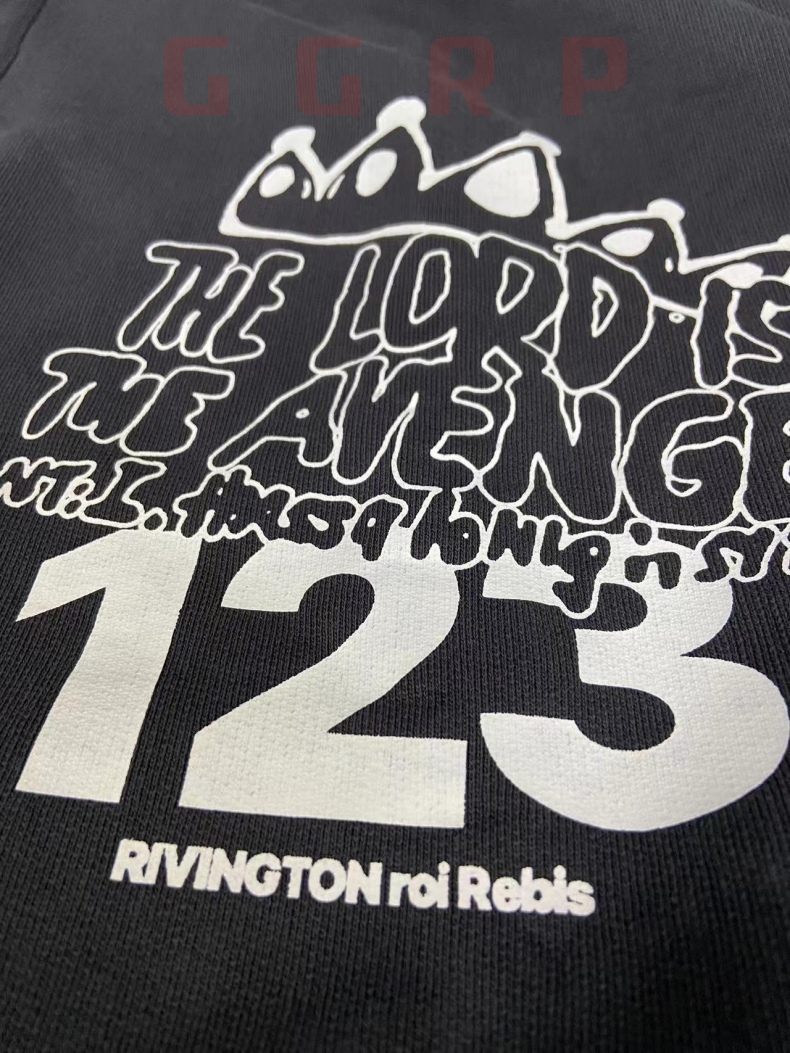 GGRP
THE LORD IS
THE AVENGE
123
RIVINGTON roi Rebis